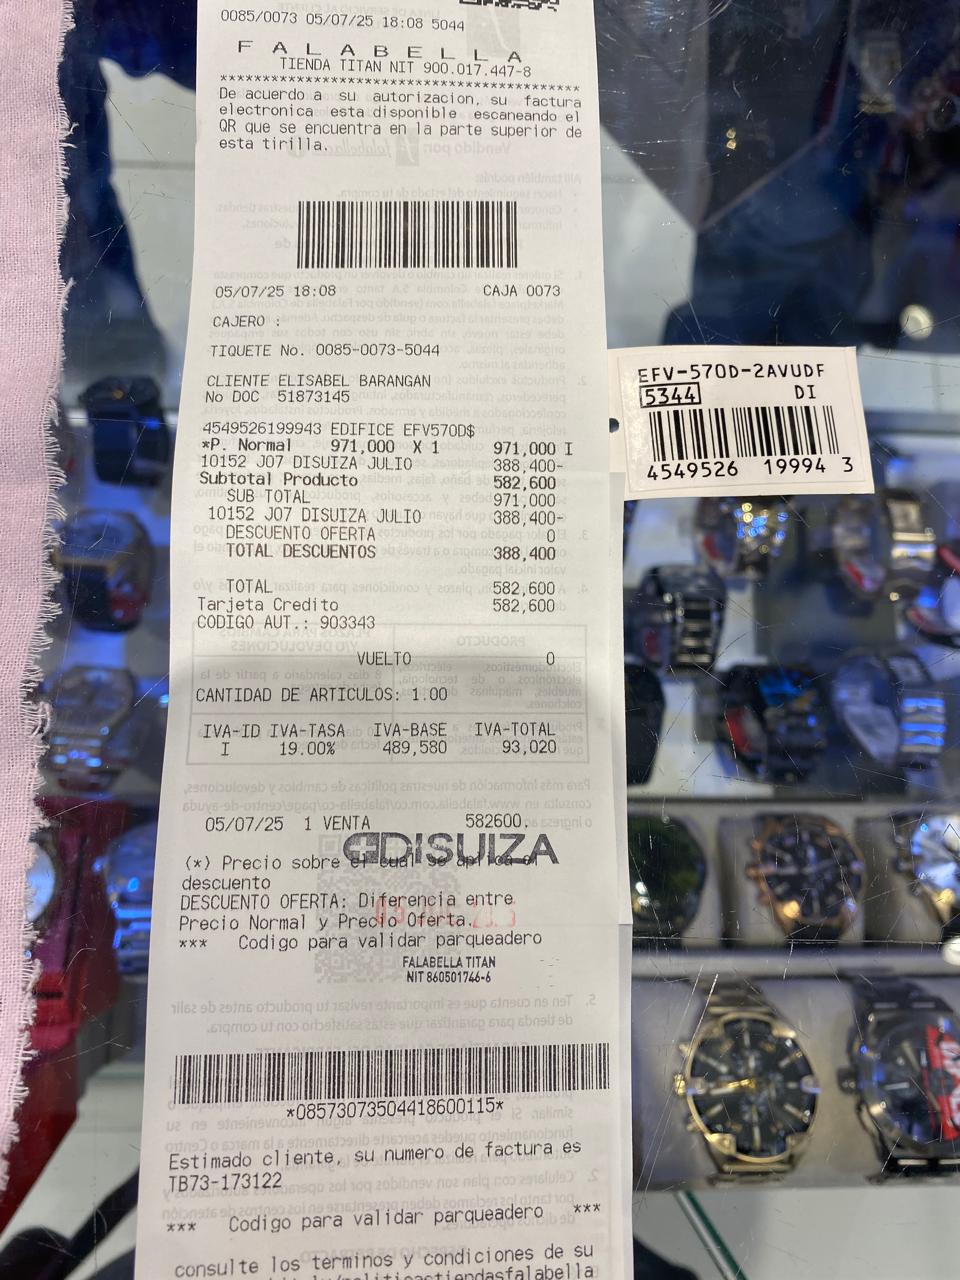 0085/0073 05/07/25 18:08 5044
FALABELLA
TIENDA TITAN NIT 900.017.447-8
****************************************
De acuerdo a su autorizacion, su factura
electronica esta disponible escaneando el
QR que se encuentra en la parte superior de
esta tirilla.
05/07/25 18:08 CAJA 0073
CAJERO :
TIQUETE No. 0085-0073-5044
CLIENTE ELISABEL BARANGAN
No DOC 51873145
4549526199943 EDIFICE EFV570D$
*P. Normal 971,000 X 1 971,000 I
10152 J07 DISUIZA JULIO 388,400-
Subtotal Producto 582,600
SUB TOTAL 971,000
10152 J07 DISUIZA JULIO 388,400-
DESCUENTO OFERTA 0
TOTAL DESCUENTOS 388,400
TOTAL 582,600
Tarjeta Credito 582,600
CODIGO AUT.: 903343
VUELTO 0
CANTIDAD DE ARTICULOS: 1.00
IVA-ID IVA-TASA IVA-BASE IVA-TOTAL
I 19.00% 489,580 93,020
05/07/25 1 VENTA 582600.
DISUIZA
(*) Precio sobre el cual se aplica el
descuento
DESCUENTO OFERTA: Diferencia entre
Precio Normal y Precio Oferta.
*** Codigo para validar parqueadero
FALABELLA TITAN
NIT 860501746-6
*08573073504418600115*
Estimado cliente, su numero de factura es
TB73-173122
*** Codigo para validar parqueadero ***
consulte los terminos y condiciones de su
EFV-570D-2AVUDF
5344 DI
4549526 19994 3